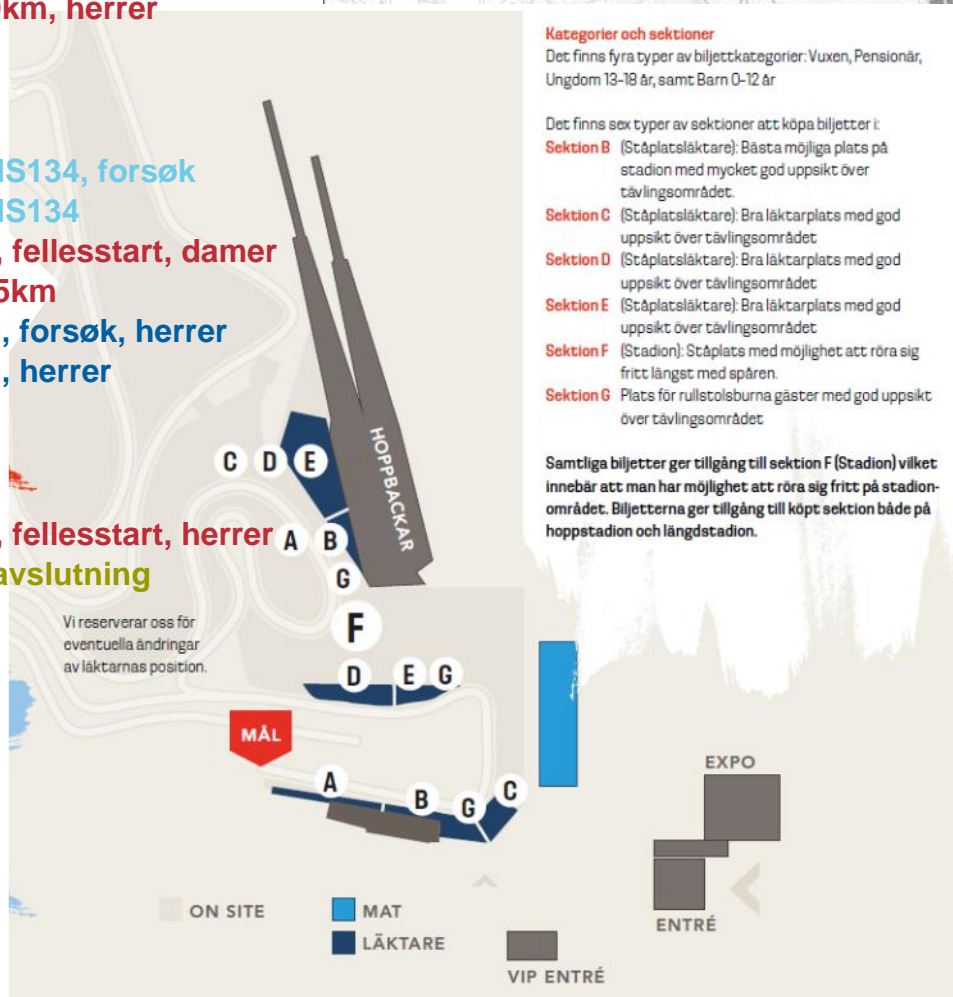 km, herrer
HS134, forsøk
HS134
, fellesstart, damer
5km
, forsøk, herrer
, herrer
, fellesstart, herrer
avslutning
Kategorier och sektioner
Det finns fyra typer av biljettkategorier: Vuxen, Pensionär,
Ungdom 13-18 år, samt Barn 0-12 år
Det finns sex typer av sektioner att köpa biljetter i:
Sektion B (Ståplatsläktare): Bästa möjliga plats på
stadion med mycket god uppsikt över
tävlingsområdet.
Sektion C (Ståplatsläktare): Bra läktarplats med god
uppsikt över tävlingsområdet
Sektion D (Ståplatsläktare): Bra läktarplats med god
uppsikt över tävlingsområdet
Sektion E (Ståplatsläktare): Bra läktarplats med god
uppsikt över tävlingsområdet
Sektion F (Stadion): Ståplats med möjlighet att röra sig
fritt längst med spåren.
Sektion G Plats för rullstolsburna gäster med god uppsikt
över tävlingsområdet
Samtliga biljetter ger tillgång till sektion F (Stadion) vilket
innebär att man har möjlighet att röra sig fritt på stadion-
området. Biljetterna ger tillgång till köpt sektion både på
hoppstadion och längdstadion.
HOPPBACKAR
C D E
A B
G
F
D E G
Vi reserverar oss för
eventuella ändringar
av läktarnas position.
MÅL
A B G C
EXPO
ENTRÉ
ON SITE
MAT
LÄKTARE
VIP ENTRÉ